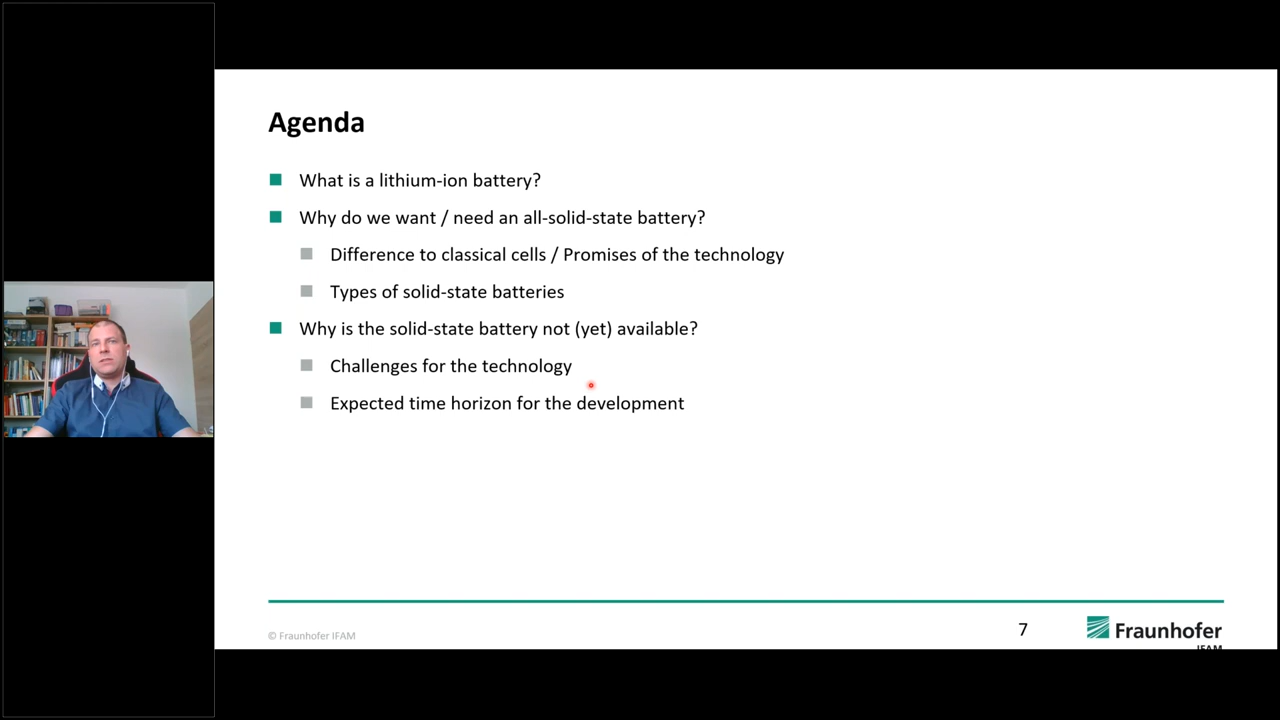 Agenda
What is a lithium-ion battery?
Why do we want / need an all-solid-state battery?
Difference to classical cells / Promises of the technology
Types of solid-state batteries
Why is the solid-state battery not (yet) available?
Challenges for the technology
Expected time horizon for the development
© Fraunhofer IFAM
7
Fraunhofer
IFAM